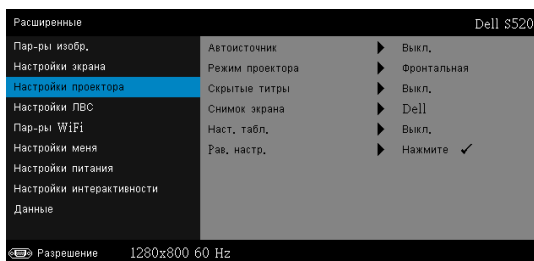 Расширенные Dell S520
Пар-ры изобр. Автоисточник Выкл.
Настройки экрана Режим проектора Фронтальная
Настройки проектора Скрытые титры Выкл.
Настройки ЛВС Снимок экрана Dell
Пар-ры WiFi Наст. табл. Выкл.
Настройки меня Рав. настр. Нажмите ✓
Настройки питания
Настройки интерактивности
Данные
Разрешение 1280x800 60 Hz